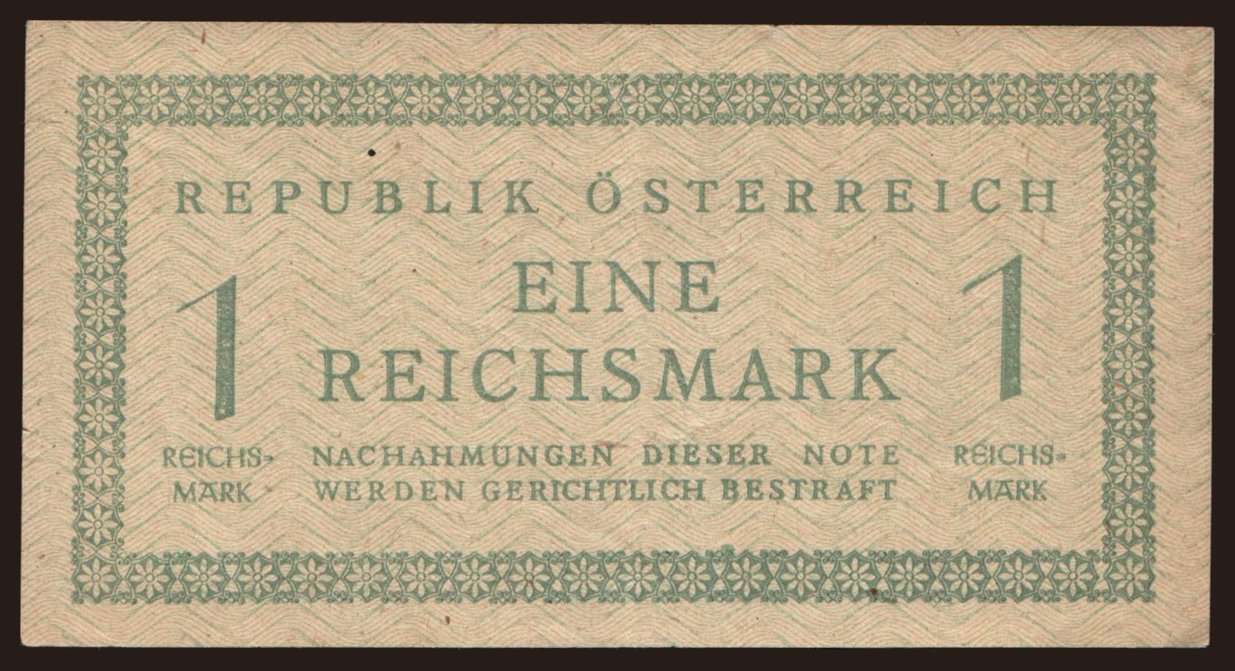 REPUBLIK ÖSTERREICH
EINE
1
1
REICHSMARK
REICHS-
MARK
NACHAHMUNGEN DIESER NOTE
WERDEN GERICHTLICH BESTRAFT
REICHS-
MARK